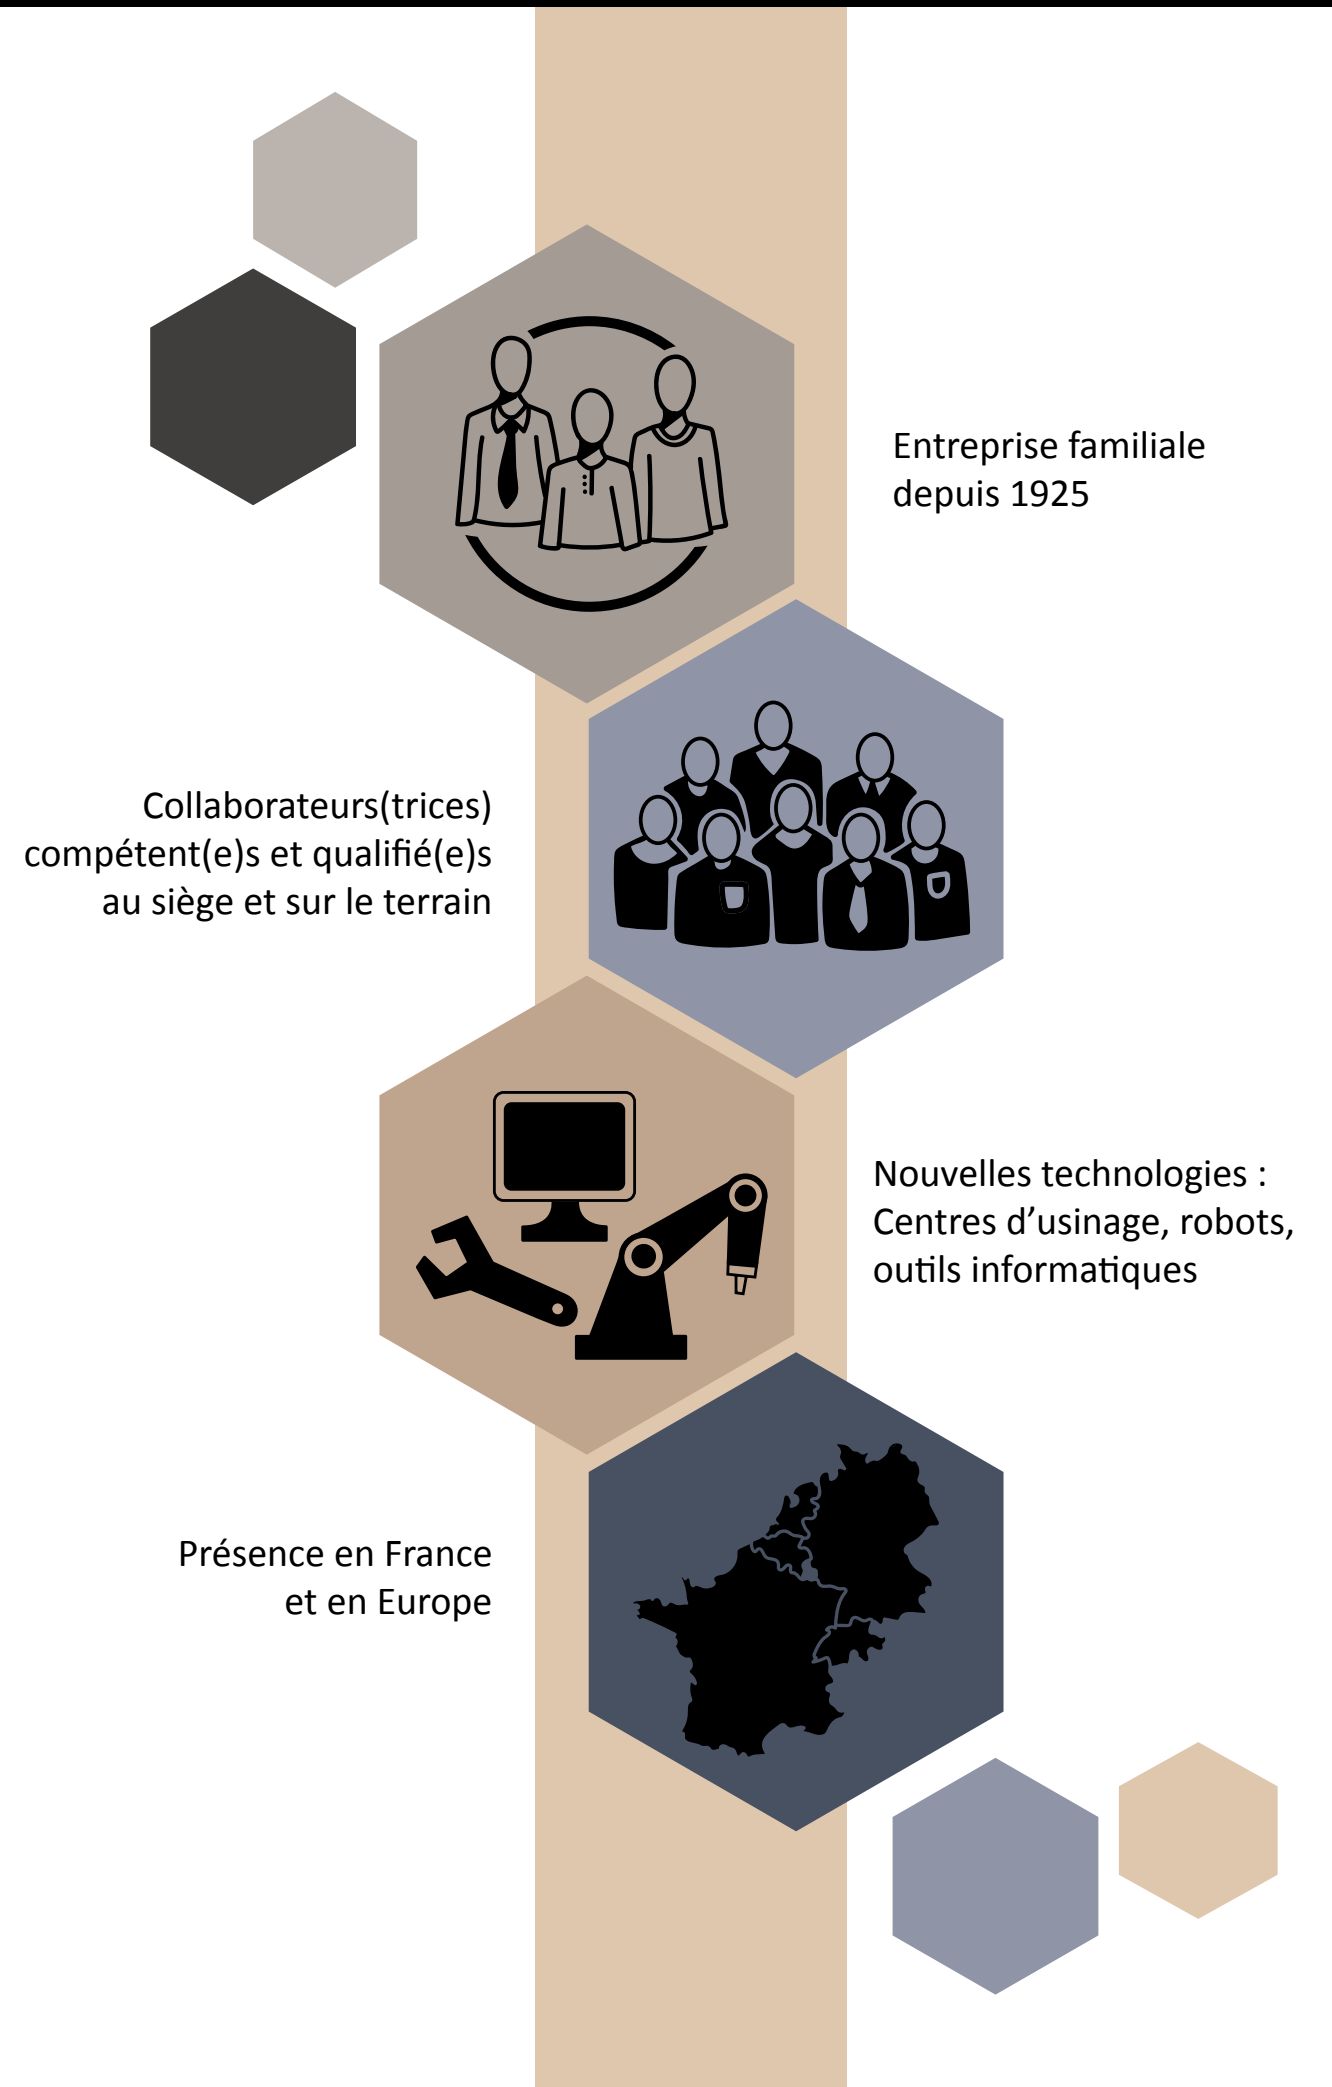 Entreprise familiale
depuis 1925
Collaborateurs(trices)
compétent(e)s et qualifié(e)s
au siège et sur le terrain
Nouvelles technologies :
Centres d’usinage, robots,
outils informatiques
Présence en France
et en Europe